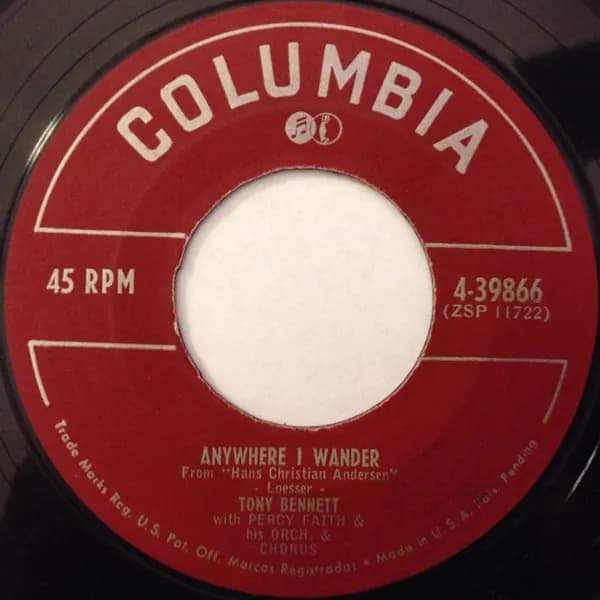 COLUMBIA
45 RPM
4-39866
(ZSP 11722)
ANYWHERE I WANDER
From "Hans Christian Andersen"
- Loesser -
TONY BENNETT
with PERCY FAITH &
his ORCH. &
CHORUS
Trade Marks Reg. U.S. Pat. Off. Marcas Registradas • Made in U.S.A. Pats. Pending